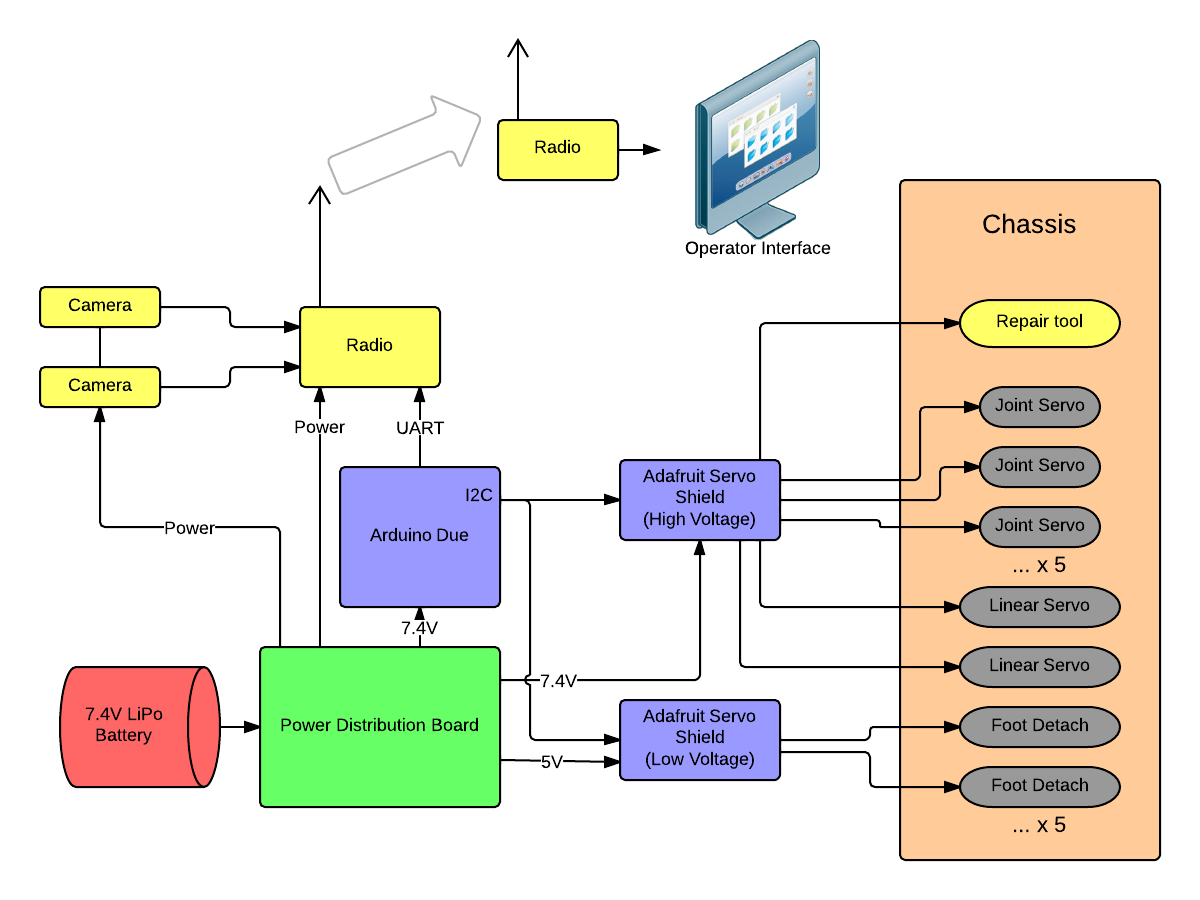 Radio
Operator Interface
Chassis
Camera
Camera
Radio
Repair tool
Power
UART
Joint Servo
Joint Servo
Joint Servo
... x 5
I2C
Arduino Due
Adafruit Servo
Shield
(High Voltage)
Power
Linear Servo
Linear Servo
7.4V
7.4V
7.4V LiPo
Battery
Power Distribution Board
5V
Adafruit Servo
Shield
(Low Voltage)
Foot Detach
Foot Detach
... x 5